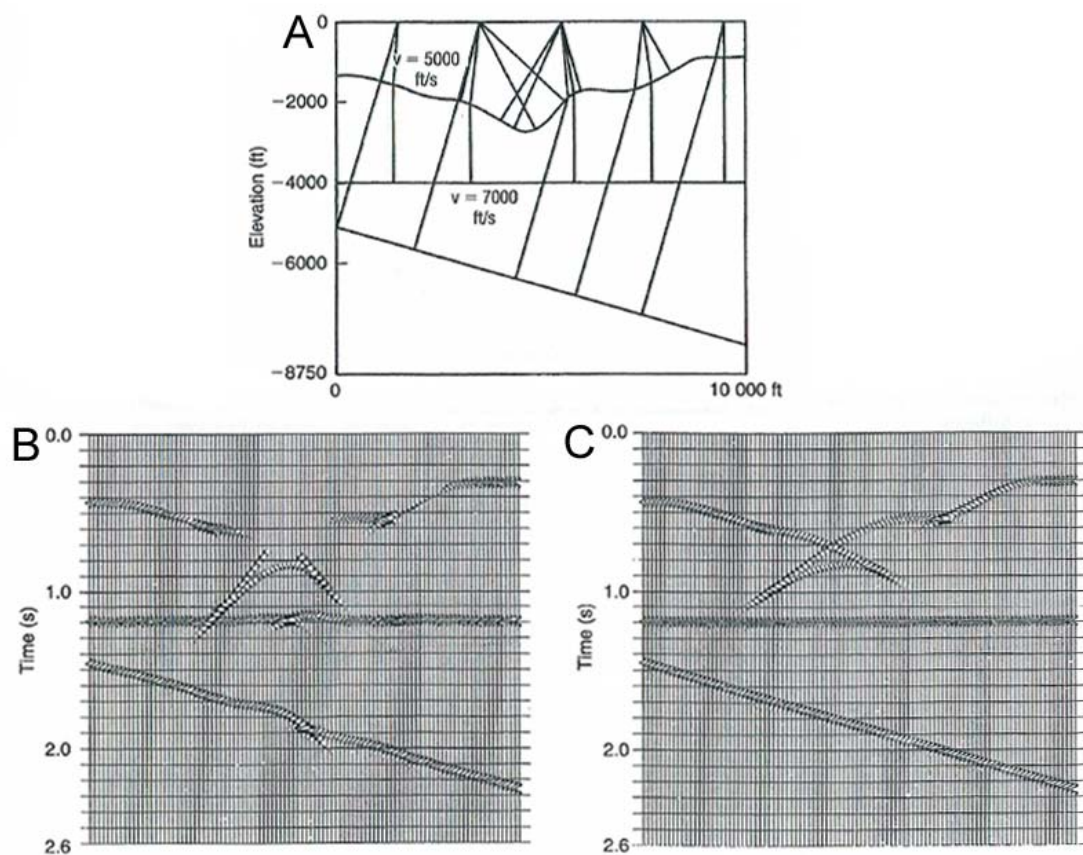 A
0
v = 5000
ft/s
−2000
Elevation (ft)
−4000
v = 7000
ft/s
−6000
−8750
0
10 000 ft
B
0.0
1.0
Time (s)
2.0
2.6
C
0.0
1.0
Time (s)
2.0
2.6